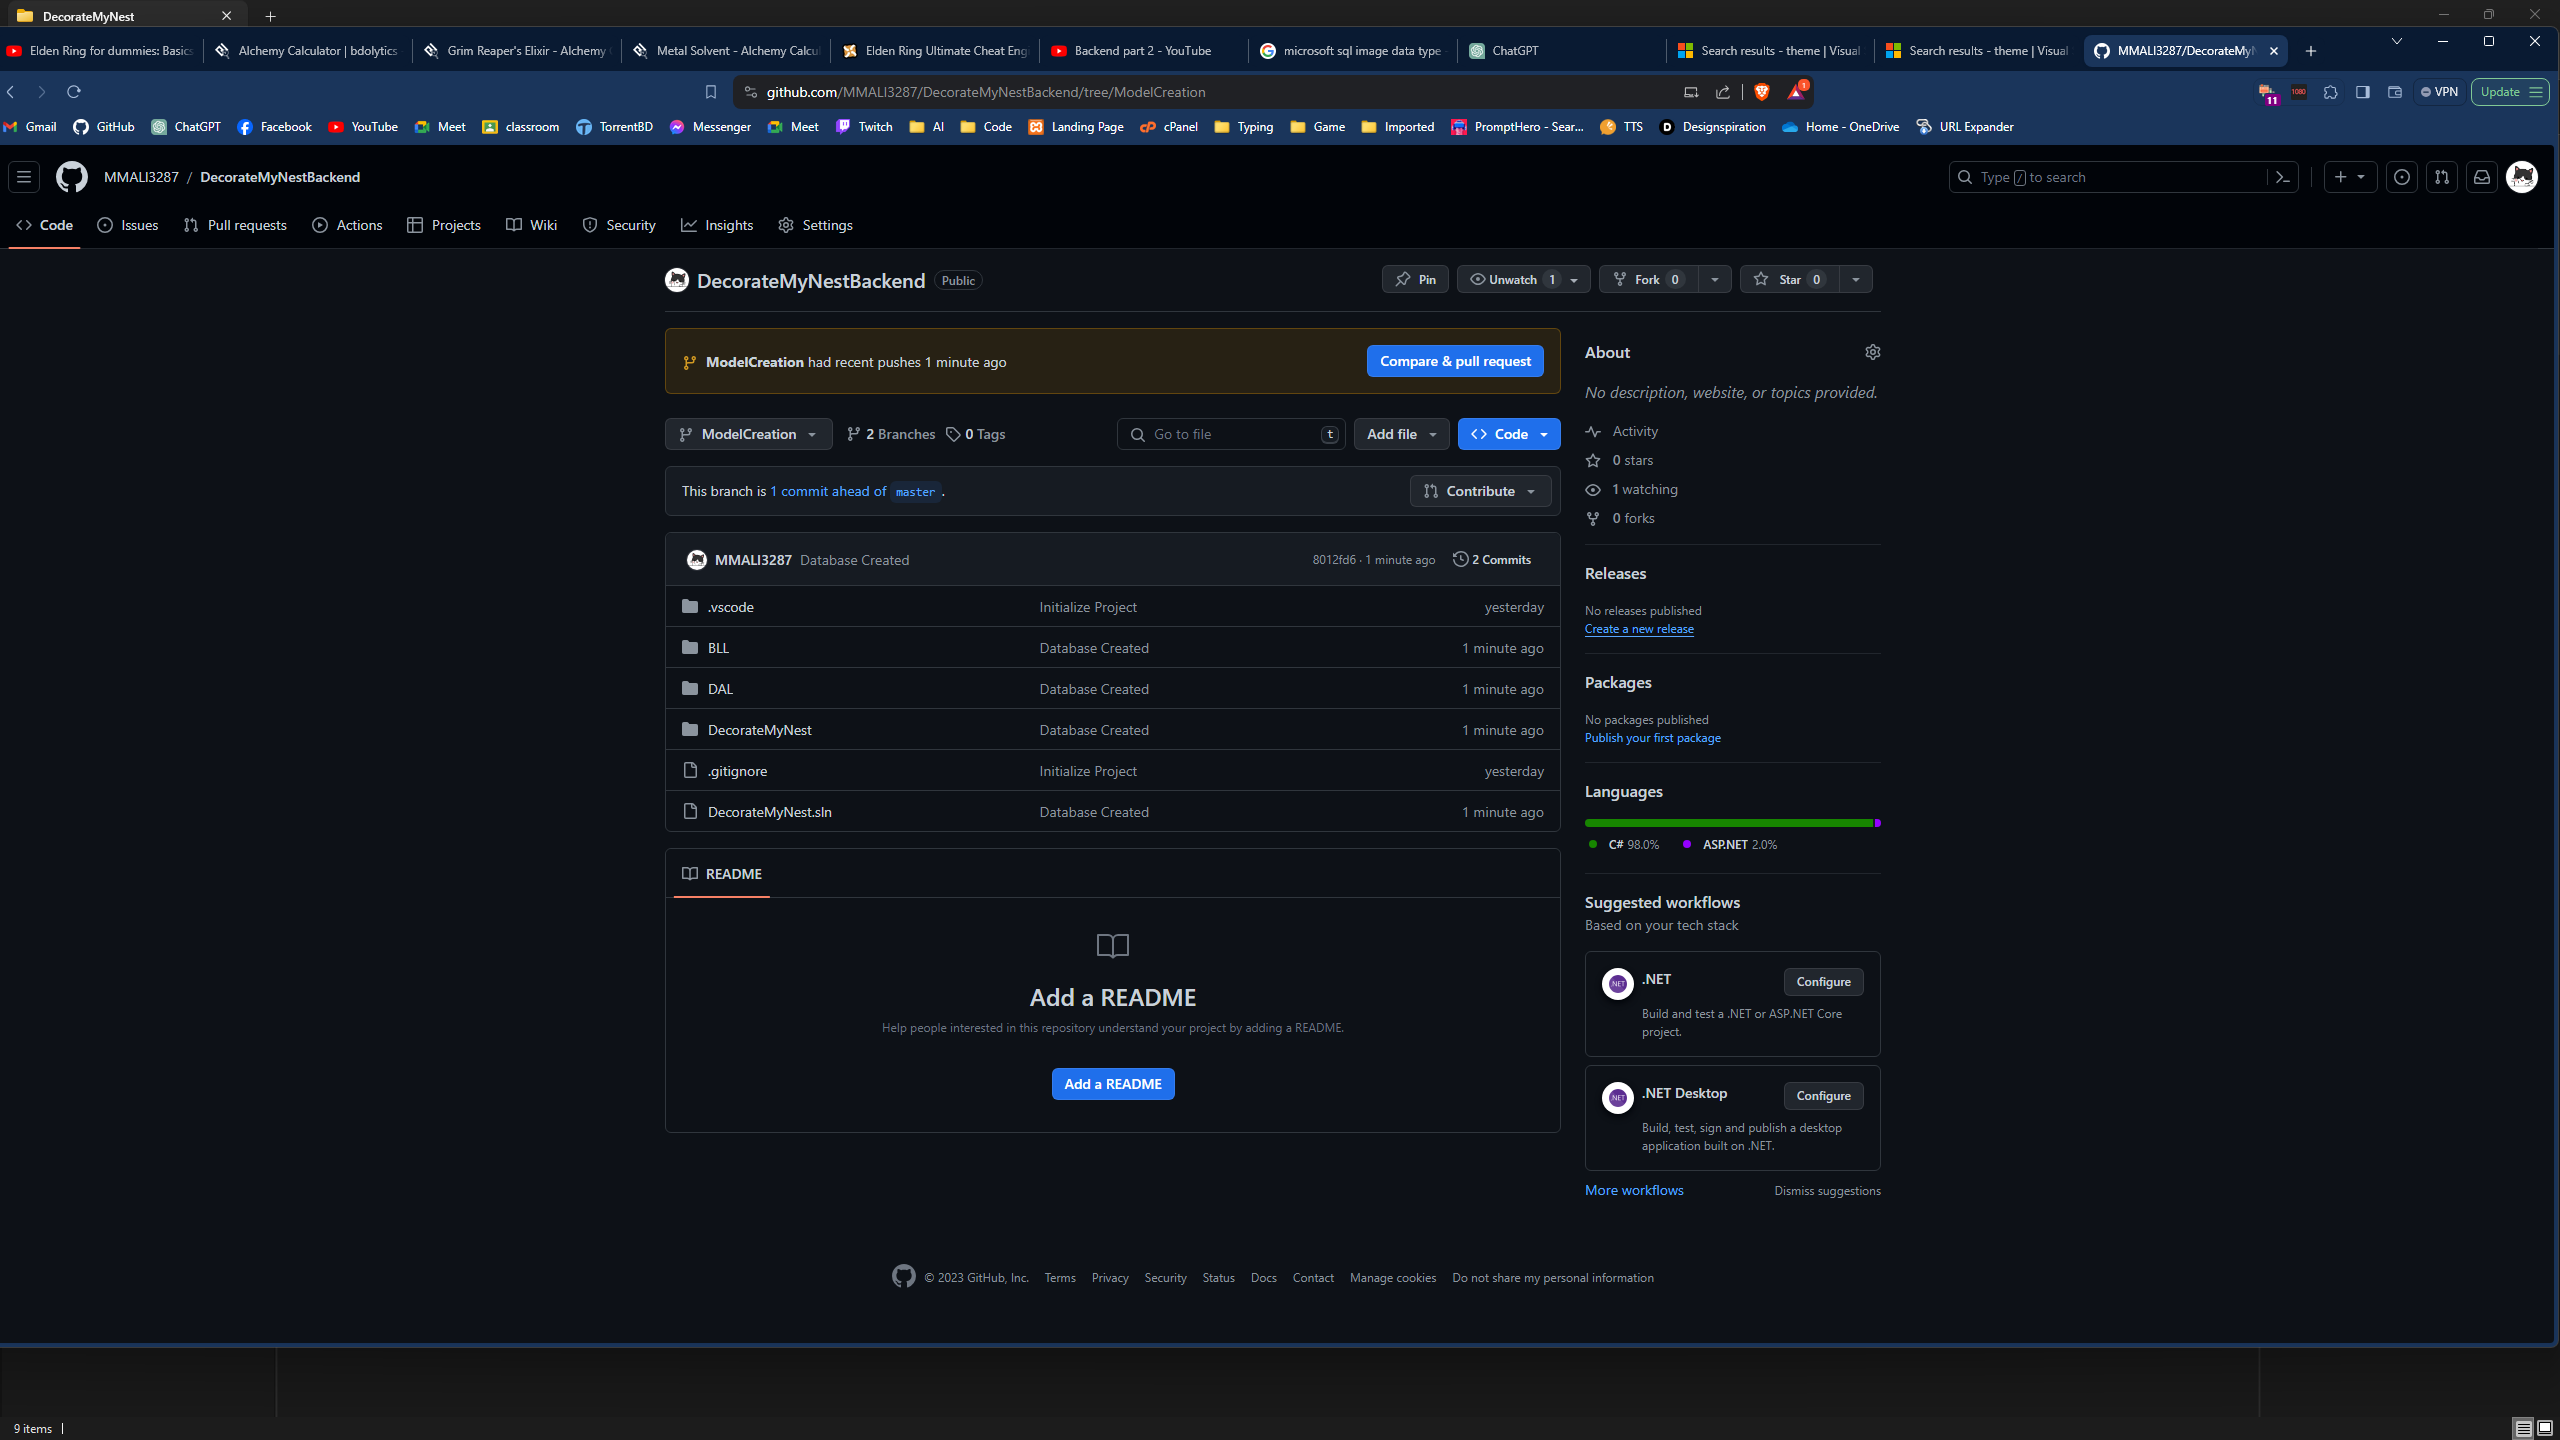 DecorateMyNest
Elden Ring for dummies: Basics
Alchemy Calculator | bdolytics
Grim Reaper's Elixir - Alchemy
Metal Solvent - Alchemy Calcul
Elden Ring Ultimate Cheat Engi
Backend part 2 - YouTube
microsoft sql image data type
ChatGPT
Search results - theme | Visual
Search results - theme | Visual
MMALI3287/DecorateMyN
github.com/MMALI3287/DecorateMyNestBackend/tree/ModelCreation
1
11
1080
VPN
Update
Gmail
GitHub
ChatGPT
Facebook
YouTube
Meet
classroom
TorrentBD
Messenger
Meet
Twitch
AI
Code
Landing Page
cPanel
Typing
Game
Imported
PromptHero - Sear...
TTS
Designspiration
Home - OneDrive
URL Expander
MMALI3287 / DecorateMyNestBackend
Type / to search
Code
Issues
Pull requests
Actions
Projects
Wiki
Security
Insights
Settings
DecorateMyNestBackend
Public
Pin
Unwatch 1
Fork 0
Star 0
ModelCreation had recent pushes 1 minute ago
Compare & pull request
ModelCreation
2 Branches
0 Tags
Go to file
t
Add file
Code
This branch is 1 commit ahead of master.
Contribute
MMALI3287 Database Created
8012fd6 · 1 minute ago
2 Commits
.vscode Initialize Project yesterday
BLL Database Created 1 minute ago
DAL Database Created 1 minute ago
DecorateMyNest Database Created 1 minute ago
.gitignore Initialize Project yesterday
DecorateMyNest.sln Database Created 1 minute ago
README
Add a README
Help people interested in this repository understand your project by adding a README.
Add a README
About
No description, website, or topics provided.
Activity
0 stars
1 watching
0 forks
Releases
No releases published
Create a new release
Packages
No packages published
Publish your first package
Languages
C# 98.0%
ASP.NET 2.0%
Suggested workflows
Based on your tech stack
NET
.NET
Configure
Build and test a .NET or ASP.NET Core
project.
NET
.NET Desktop
Configure
Build, test, sign and publish a desktop
application built on .NET.
More workflows
Dismiss suggestions
© 2023 GitHub, Inc.
Terms
Privacy
Security
Status
Docs
Contact
Manage cookies
Do not share my personal information
9 items